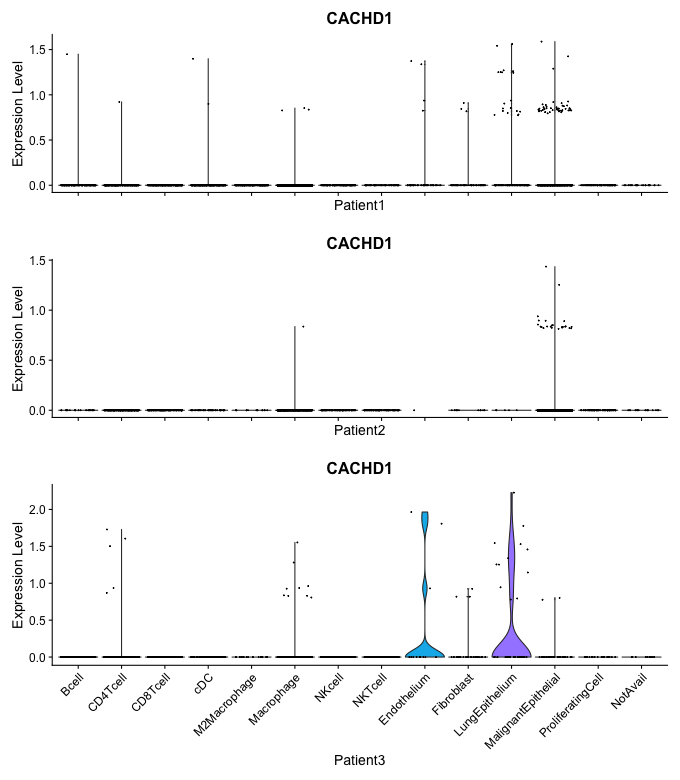 CACHD1
Expression Level
1.5
1.0
0.5
0.0
Patient1
CACHD1
Expression Level
1.5
1.0
0.5
0.0
Patient2
CACHD1
Expression Level
2.0
1.5
1.0
0.5
0.0
Bcell
CD4Tcell
CD8Tcell
cDC
M2Macrophage
Macrophage
NKcell
NKTcell
Endothelium
Fibroblast
LungEpithelium
MalignantEpithelial
ProliferatingCell
NotAvail
Patient3